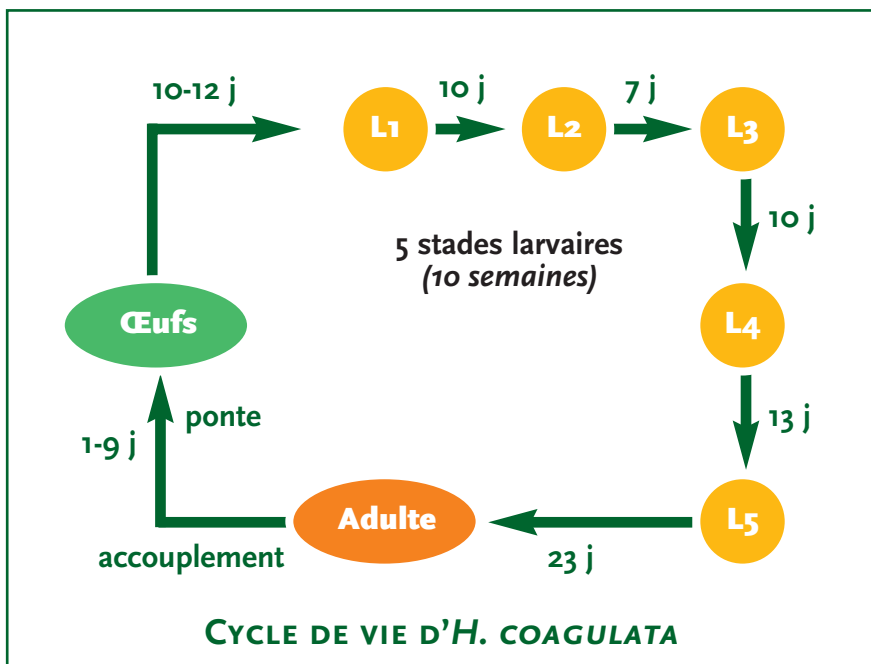 10-12 j
L1
10 j
L2
7 j
L3
10 j
5 stades larvaires
(10 semaines)
Œufs
L4
ponte
1-9 j
13 j
Adulte
L5
accouplement
23 j
CYCLE DE VIE D'H. COAGULATA